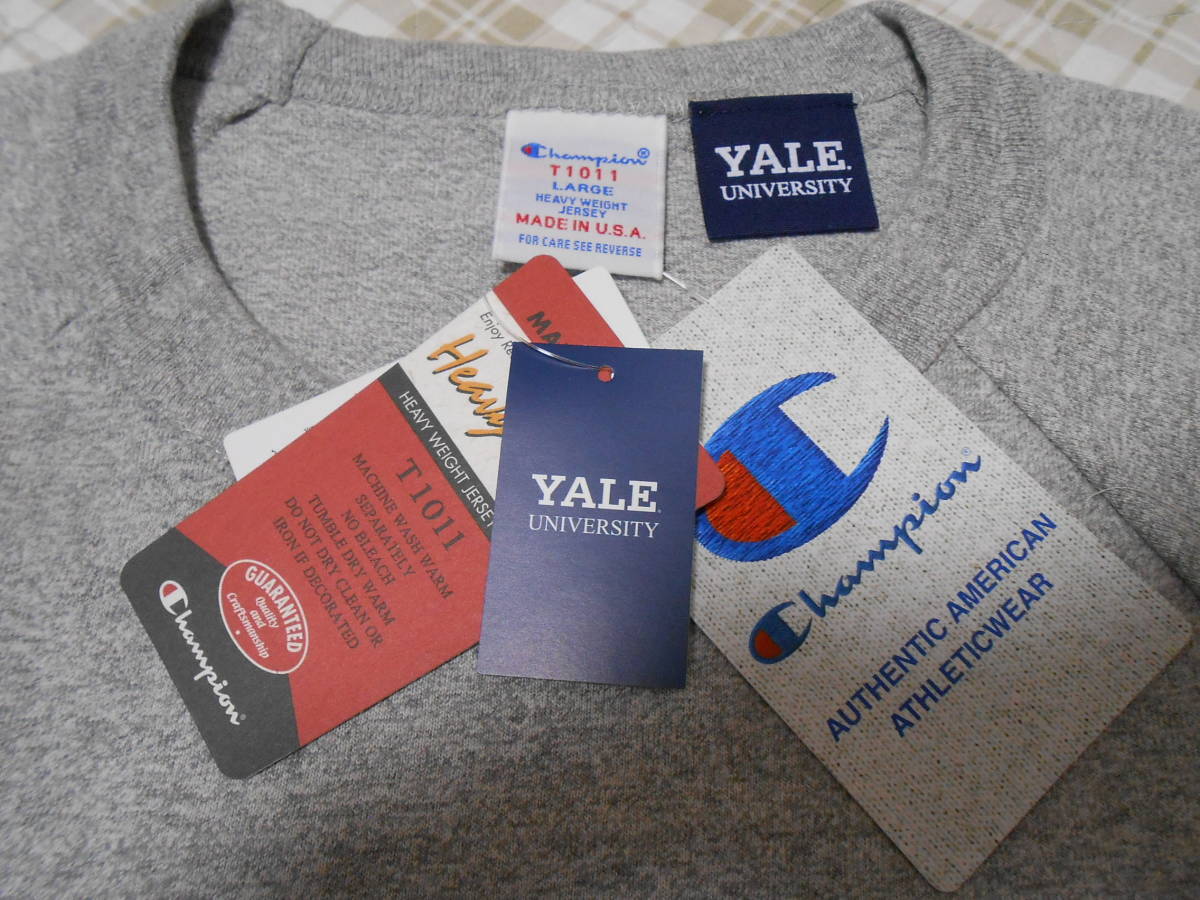 Champion®
T1011
LARGE
HEAVY WEIGHT
JERSEY
MADE IN U.S.A.
FOR CARE SEE REVERSE
YALE.
UNIVERSITY
Enjoy
Heavy
HEAVY WEIGHT JERSEY
T1011
MACHINE WASH WARM
SEPARATELY
NO BLEACH
TUMBLE DRY WARM
DO NOT DRY CLEAN OR
IRON IF DECORATED
GUARANTEED
Quality
and
Craftsmanship
Champion®
YALE.
UNIVERSITY
Champion®
AUTHENTIC AMERICAN
ATHLETICWEAR